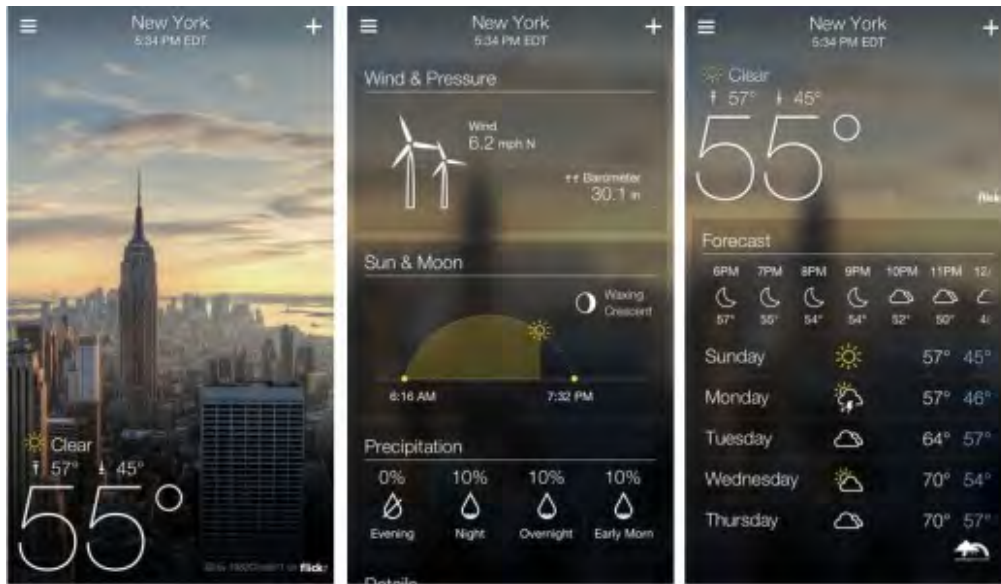 New York
5:34 PM EDT
Clear
57° 45°
55°
flickr
New York
5:34 PM EDT
Wind & Pressure
Wind
6.2 mph N
Barometer
30.1 in
Sun & Moon
Waxing
Crescent
6:16 AM 7:32 PM
Precipitation
0% 10% 10% 10%
Evening Night Overnight Early Morn
Details
New York
5:34 PM EDT
Clear
57° 45°
55°
flickr
Forecast
6PM 7PM 8PM 9PM 10PM 11PM 12
57° 55° 54° 54° 52° 50° 4
Sunday 57° 45°
Monday 57° 46°
Tuesday 64° 57°
Wednesday 70° 54°
Thursday 70° 57°